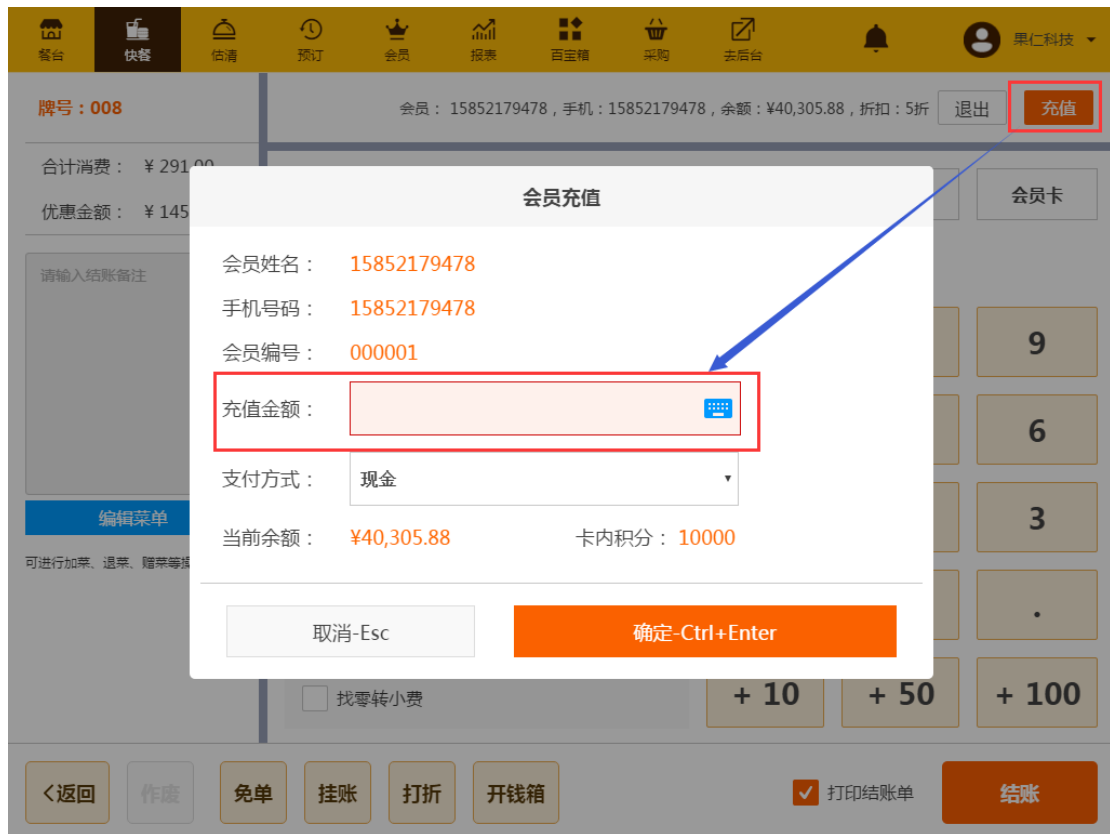 餐台 快餐 估清 预订 会员 报表 百宝箱 采购 去后台 果仁科技
牌号：008
会员： 15852179478，手机：15852179478，余额：¥40,305.88，折扣：5折 退出 充值
合计消费： ¥ 291.00
优惠金额： ¥ 145
会员卡
请输入结账备注
会员充值
会员姓名： 15852179478
手机号码： 15852179478
会员编号： 000001
充值金额：
支付方式： 现金
当前余额： ¥40,305.88 卡内积分： 10000
取消-Esc 确定-Ctrl+Enter
9
6
3
.
编辑菜单
可进行加菜、退菜、赠菜等
找零转小费
+ 10 + 50 + 100
<返回 作废 免单 挂账 打折 开钱箱 打印结账单 结账